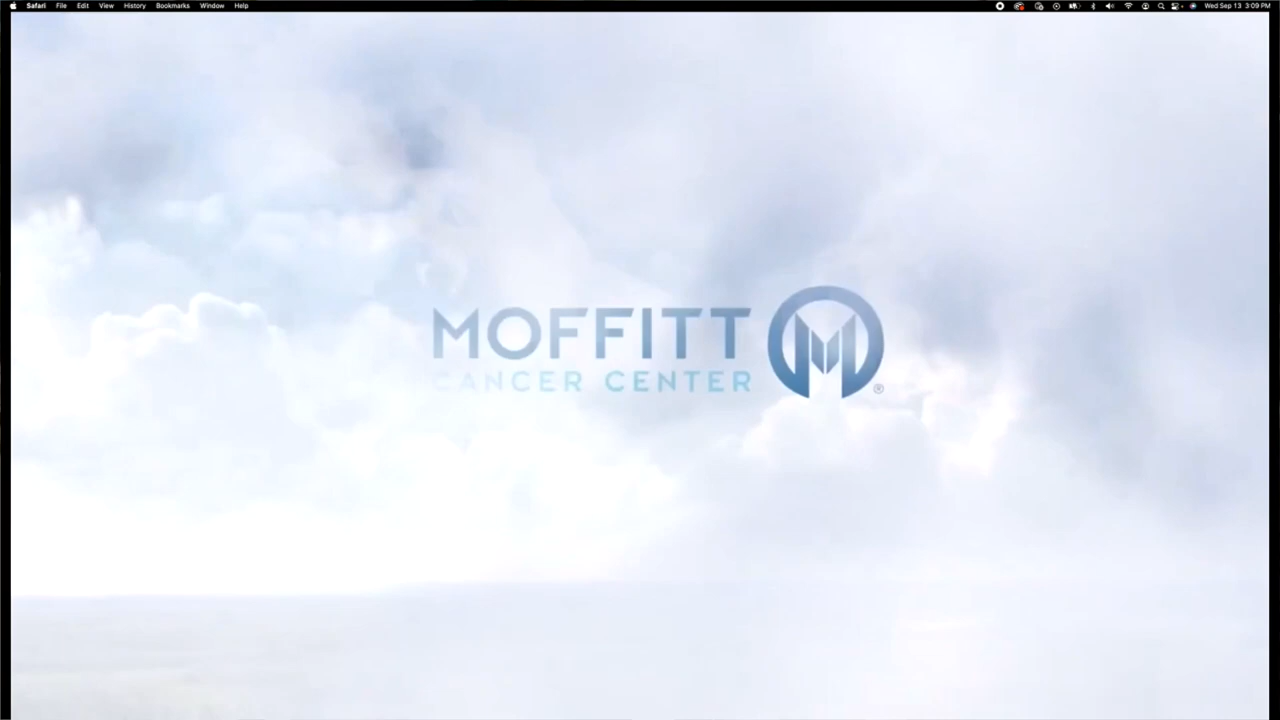 Safari File Edit View History Bookmarks Window Help Wed Sep 13 3:09 PM
MOFFITT M
CANCER CENTER ®